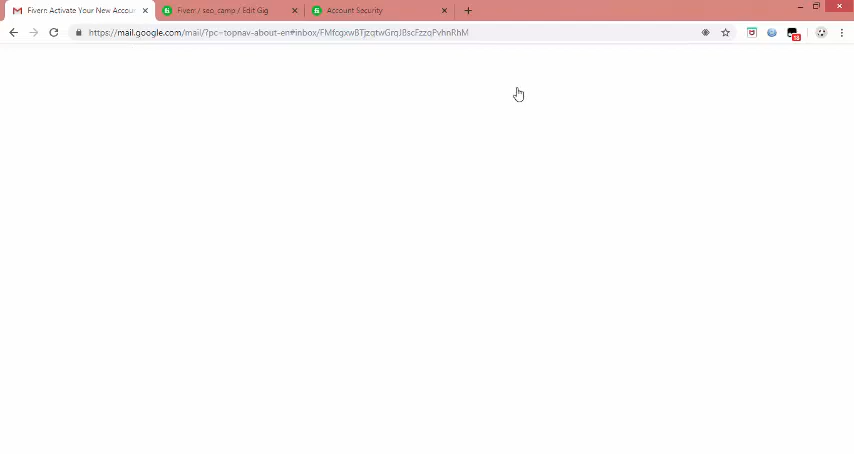 Fiverr: Activate Your New Accou
Fiverr / seo_camp / Edit Gig
Account Security
https://mail.google.com/mail/?pc=topnav-about-en#inbox/FMfcgxwBTjzqtwGrqJBscFzzqPvhnRhM